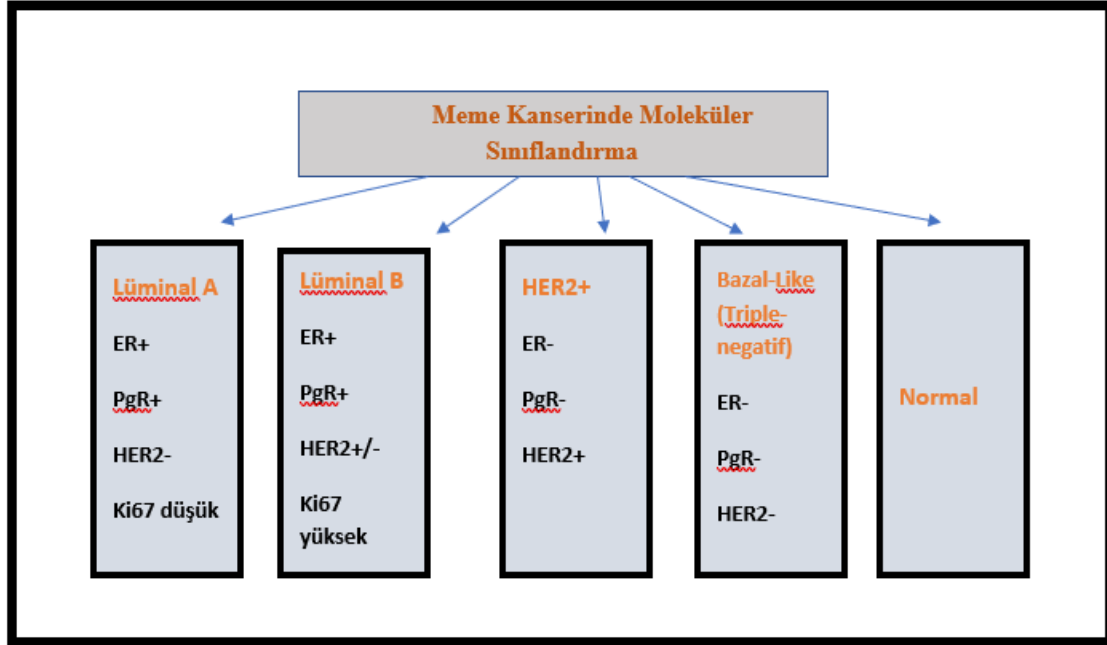 Meme Kanserinde Moleküler
Sınıflandırma
Lüminal A
ER+
PgR+
HER2-
Ki67 düşük
Lüminal B
ER+
PgR+
HER2+/-
Ki67
yüksek
HER2+
ER-
PgR-
HER2+
Bazal-Like
(Triple-
negatif)
ER-
PgR-
HER2-
Normal